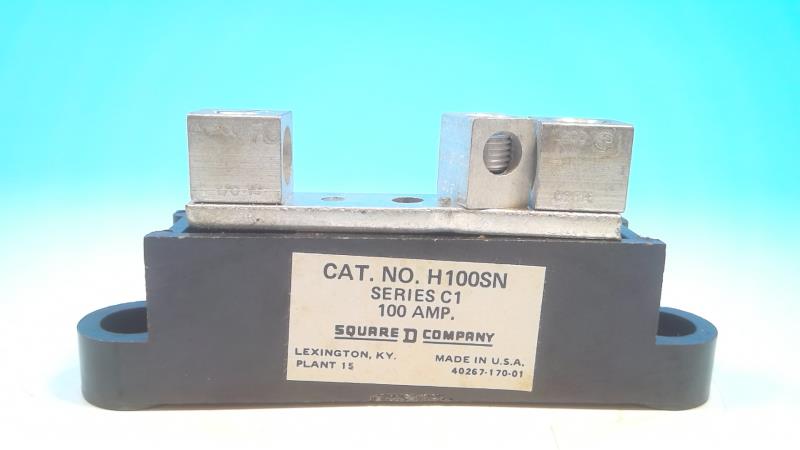 CAT. NO. H100SN
SERIES C1
100 AMP.
SQUARE D COMPANY
LEXINGTON, KY. MADE IN U.S.A.
PLANT 15 40267-170-01